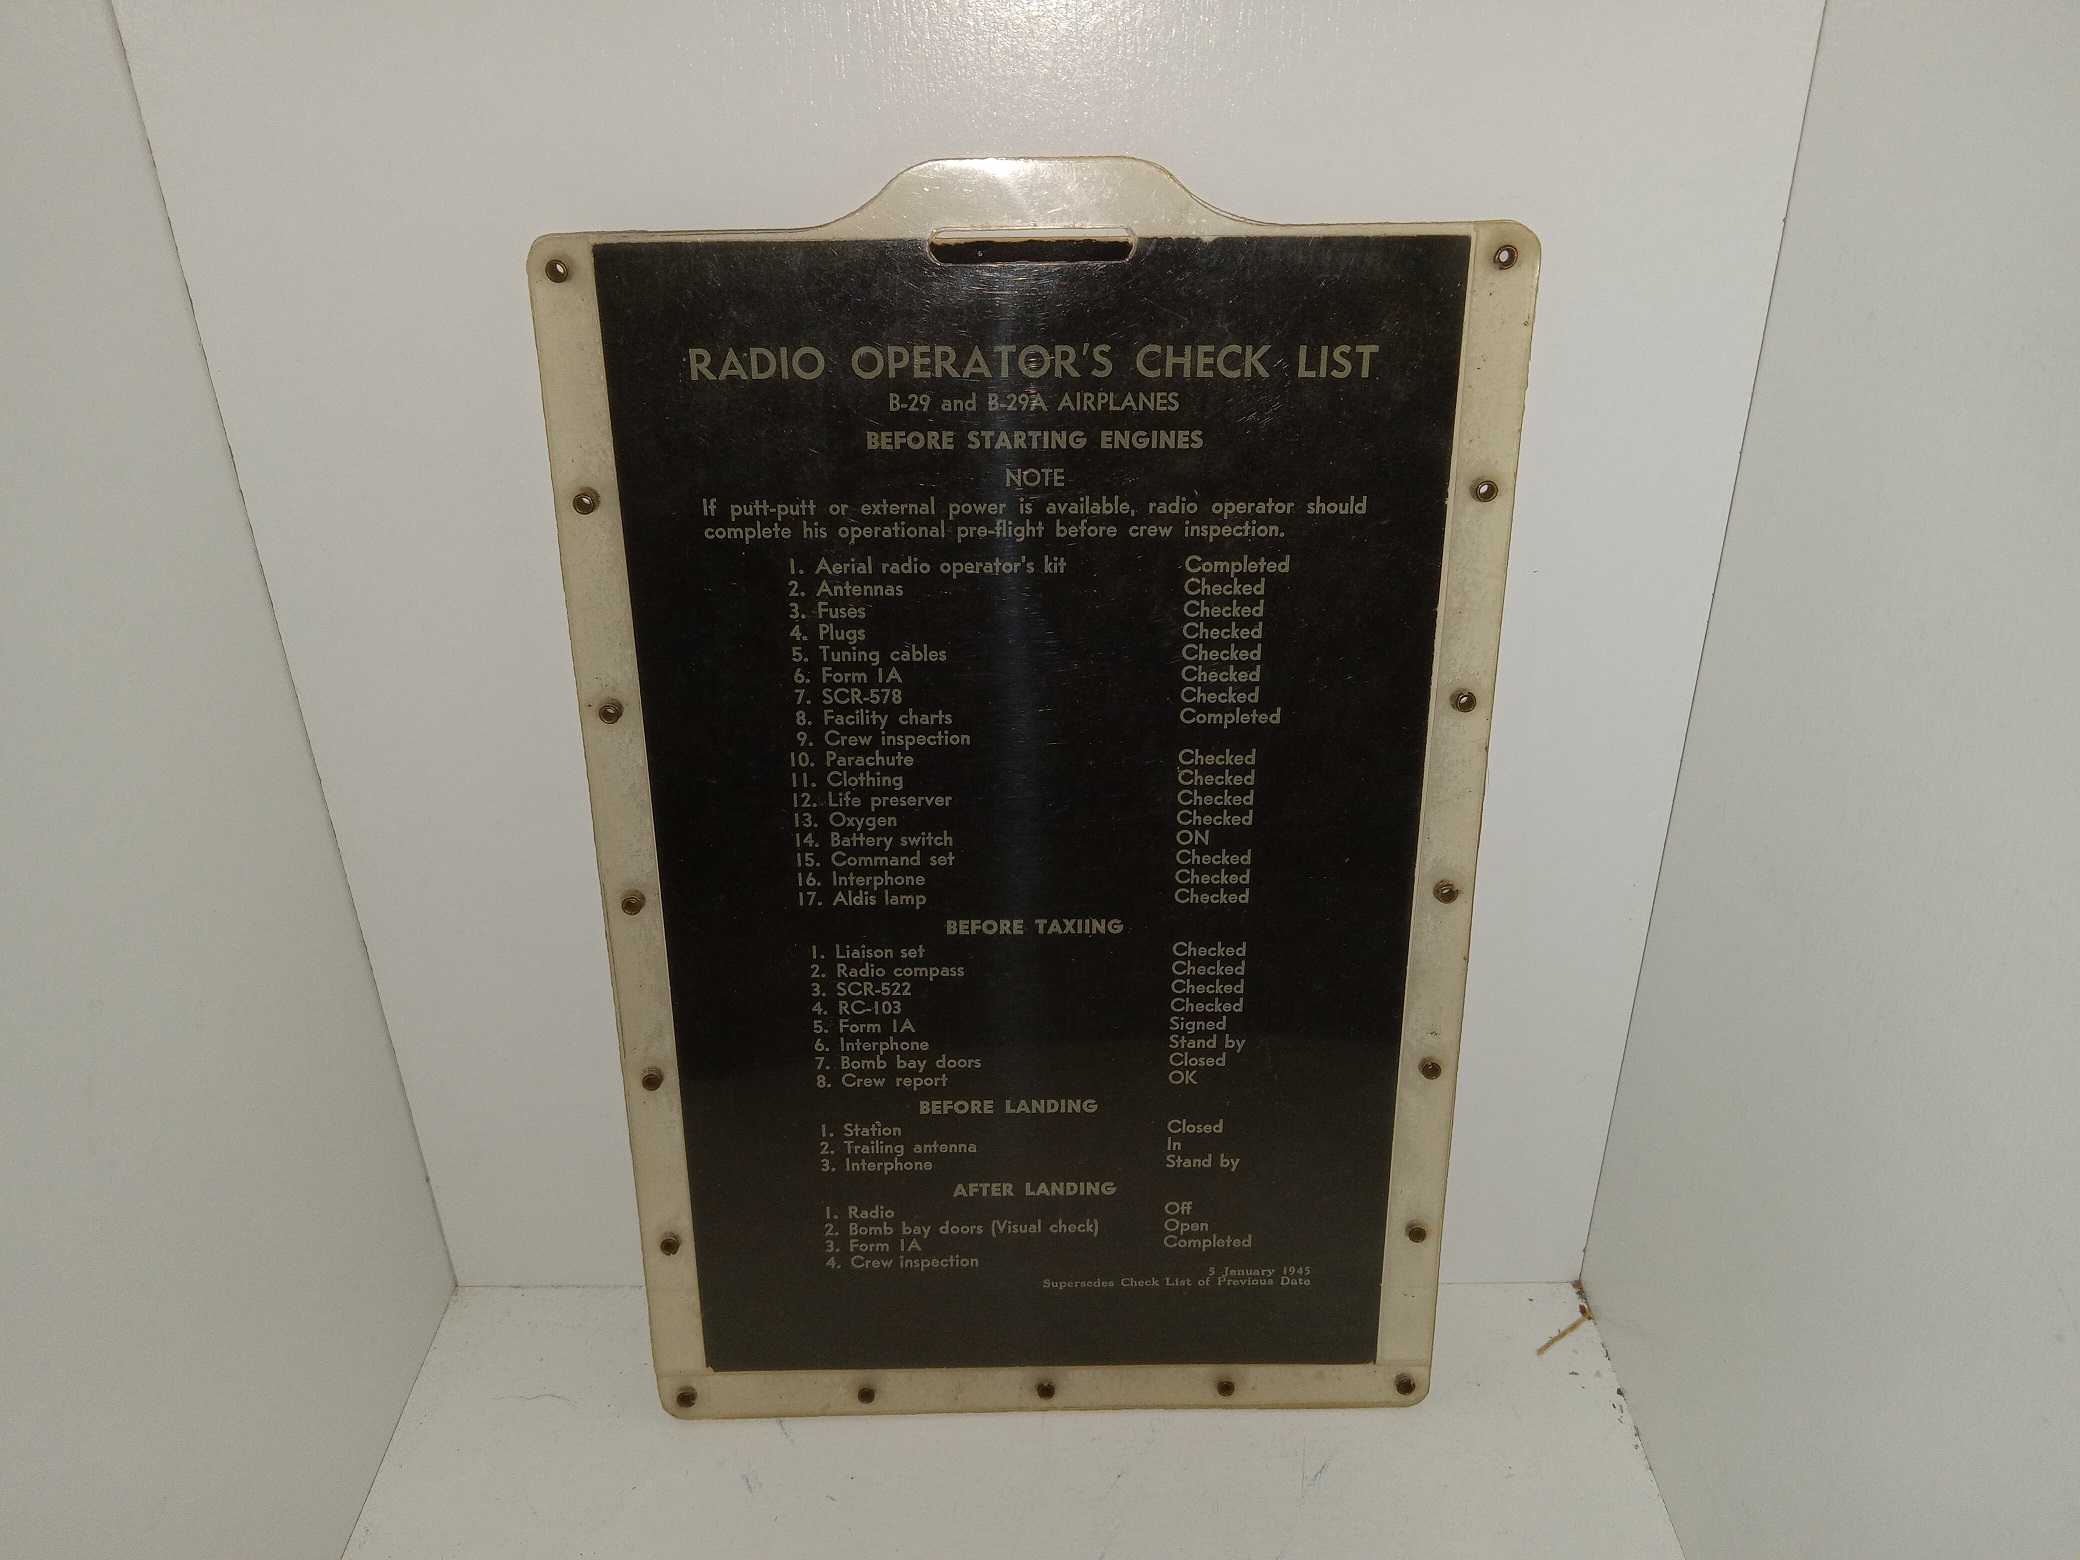 RADIO OPERATOR'S CHECK LIST
B-29 and B-29A AIRPLANES
BEFORE STARTING ENGINES
NOTE
If putt-putt or external power is available, radio operator should
complete his operational pre-flight before crew inspection.
1. Aerial radio operator's kit Completed
2. Antennas Checked
3. Fuses Checked
4. Plugs Checked
5. Tuning cables Checked
6. Form 1A Checked
7. SCR-578 Checked
8. Facility charts Completed
9. Crew inspection
10. Parachute Checked
11. Clothing Checked
12. Life preserver Checked
13. Oxygen Checked
14. Battery switch ON
15. Command set Checked
16. Interphone Checked
17. Aldis lamp Checked
BEFORE TAXIING
1. Liaison set Checked
2. Radio compass Checked
3. SCR-522 Checked
4. RC-103 Checked
5. Form 1A Signed
6. Interphone Stand by
7. Bomb bay doors Closed
8. Crew report OK
BEFORE LANDING
1. Station Closed
2. Trailing antenna In
3. Interphone Stand by
AFTER LANDING
1. Radio Off
2. Bomb bay doors (Visual check) Open
3. Form 1A Completed
4. Crew inspection
5 January 1945
Supersedes Check List of Previous Date